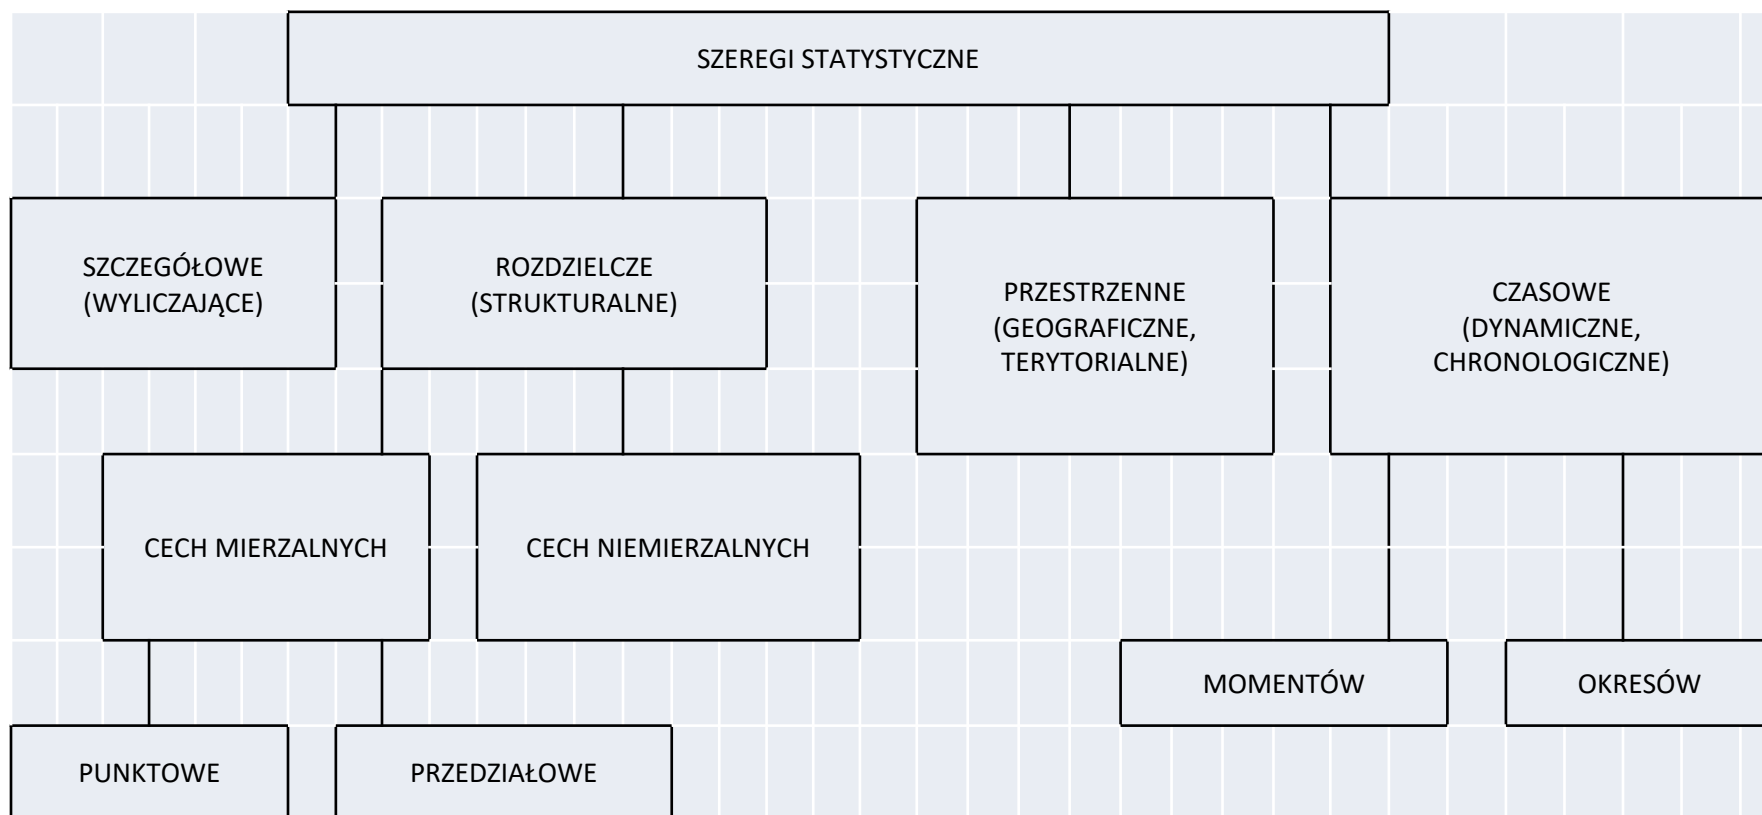 SZEREGI STATYSTYCZNE
SZCZEGÓŁOWE
(WYLICZAJĄCE)
ROZDZIELCZE
(STRUKTURALNE)
PRZESTRZENNE
(GEOGRAFICZNE,
TERYTORIALNE)
CZASOWE
(DYNAMICZNE,
CHRONOLOGICZNE)
CECH MIERZALNYCH
CECH NIEMIERZALNYCH
MOMENTÓW
OKRESÓW
PUNKTOWE
PRZEDZIAŁOWE